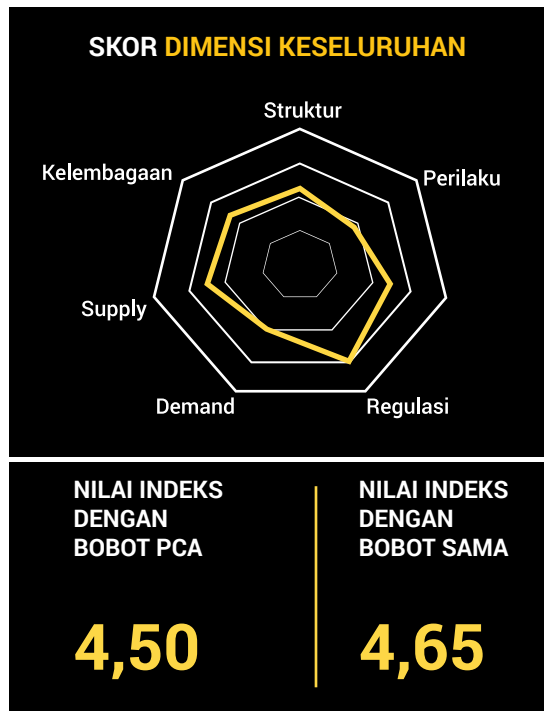 SKOR DIMENSI KESELURUHAN
Struktur
Kelembagaan
Perilaku
Supply
Demand
Regulasi
NILAI INDEKS
DENGAN
BOBOT PCA
4,50
NILAI INDEKS
DENGAN
BOBOT SAMA
4,65